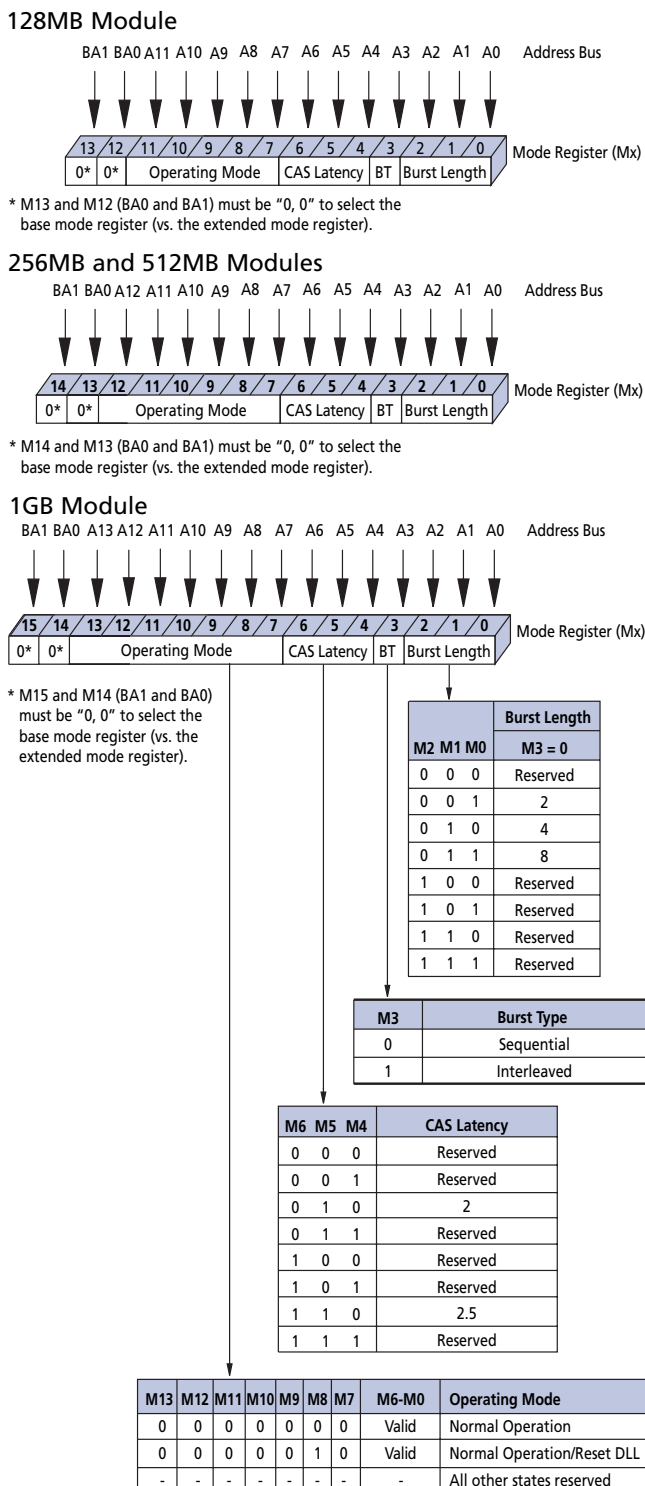 128MB Module
BA1 BA0 A11 A10 A9 A8 A7 A6 A5 A4 A3 A2 A1 A0 Address Bus
13 12 11 10 9 8 7 6 5 4 3 2 1 0 Mode Register (Mx)
0* 0* Operating Mode CAS Latency BT Burst Length
* M13 and M12 (BA0 and BA1) must be “0, 0” to select the
base mode register (vs. the extended mode register).
256MB and 512MB Modules
BA1 BA0 A12 A11 A10 A9 A8 A7 A6 A5 A4 A3 A2 A1 A0 Address Bus
14 13 12 11 10 9 8 7 6 5 4 3 2 1 0 Mode Register (Mx)
0* 0* Operating Mode CAS Latency BT Burst Length
* M14 and M13 (BA0 and BA1) must be “0, 0” to select the
base mode register (vs. the extended mode register).
1GB Module
BA1 BA0 A13 A12 A11 A10 A9 A8 A7 A6 A5 A4 A3 A2 A1 A0 Address Bus
15 14 13 12 11 10 9 8 7 6 5 4 3 2 1 0 Mode Register (Mx)
0* 0* Operating Mode CAS Latency BT Burst Length
* M15 and M14 (BA1 and BA0)
must be “0, 0” to select the
base mode register (vs. the
extended mode register).
Burst Length
M2 M1 M0 M3 = 0
0 0 0 Reserved
0 0 1 2
0 1 0 4
0 1 1 8
1 0 0 Reserved
1 0 1 Reserved
1 1 0 Reserved
1 1 1 Reserved
M3 Burst Type
0 Sequential
1 Interleaved
M6 M5 M4 CAS Latency
0 0 0 Reserved
0 0 1 Reserved
0 1 0 2
0 1 1 Reserved
1 0 0 Reserved
1 0 1 Reserved
1 1 0 2.5
1 1 1 Reserved
M13 M12 M11 M10 M9 M8 M7 M6-M0 Operating Mode
0 0 0 0 0 0 0 Valid Normal Operation
0 0 0 0 0 1 0 Valid Normal Operation/Reset DLL
- - - - - - - - All other states reserved